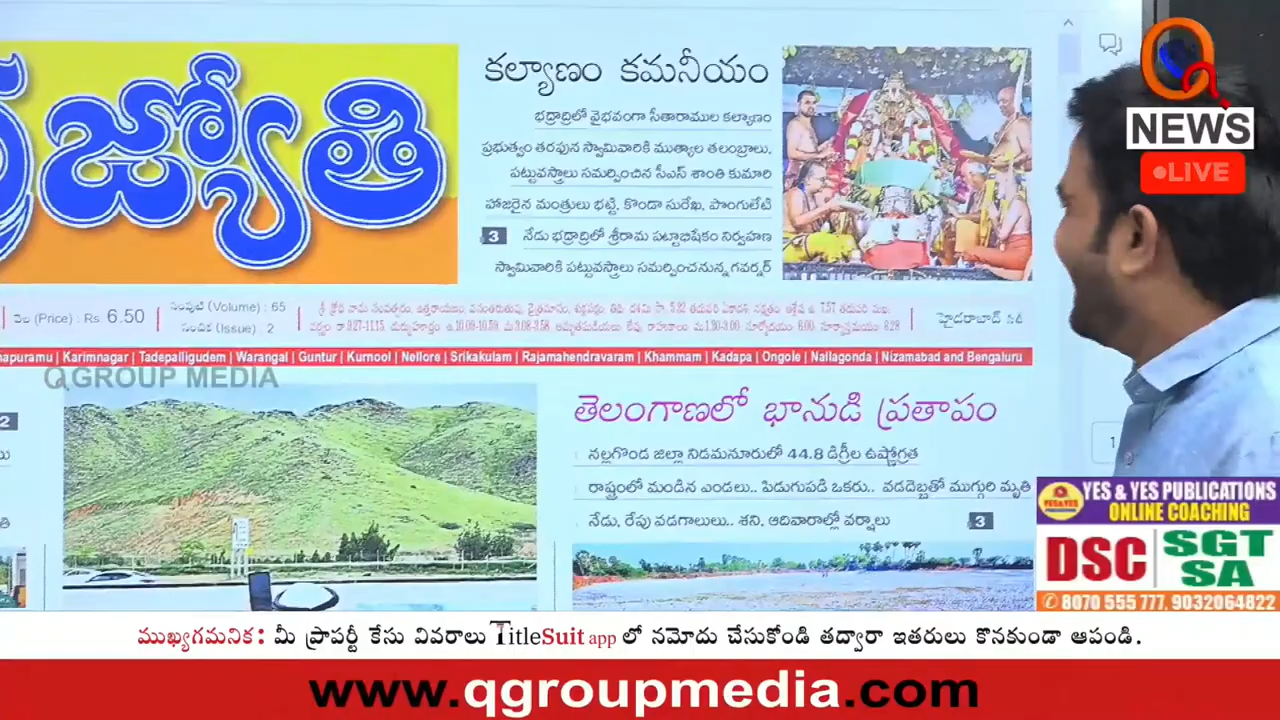 జ్యోతి
కల్యాణం కమనీయం
భద్రాద్రిలో వైభవంగా సీతారాముల కల్యాణం
ప్రభుత్వం తరఫున స్వామివారికి ముత్యాల తలంబ్రాలు,
పట్టువస్త్రాలు సమర్పించిన సీఎస్ శాంతి కుమారి
హాజరైన మంత్రులు భట్టి, కొండా సురేఖ, పొంగులేటి
3 నేడు భద్రాద్రిలో శ్రీరామ పట్టాభిషేకం నిర్వహణ
స్వామివారికి పట్టువస్త్రాలు సమర్పించనున్న గవర్నర్
Q
NEWS
LIVE
వెల (Price) : Rs 6.50
సంపుటి (Volume) : 65
సంచిక (Issue) : 2
హైదరాబాద్ సిటీ
napuramu | Karimnagar | Tadepalligudem | Warangal | Guntur | Kurnool | Nellore | Srikakulam | Rajamahendravaram | Khammam | Kadapa | Ongole | Nallagonda | Nizamabad and Bengaluru
QGROUP MEDIA
2
తెలంగాణలో భానుడి ప్రతాపం
నల్లగొండ జిల్లా నిడమనూరులో 44.8 డిగ్రీల ఉష్ణోగ్రత
రాష్ట్రంలో మండిన ఎండలు.. పిడుగుపడి ఒకరు.. వడదెబ్బతో ముగ్గురి మృతి
నేడు, రేపు వడగాలులు.. శని, ఆదివారాల్లో వర్షాలు 3
1
YES & YES PUBLICATIONS
ONLINE COACHING
DSC SGT
SA
8070 555 777, 9032064822
ముఖ్యగమనిక: మీ ప్రాపర్టీ కేసు వివరాలు TitleSuit app లో నమోదు చేసుకోండి తద్వారా ఇతరులు కొనకుండా ఆపండి.
www.qgroupmedia.com